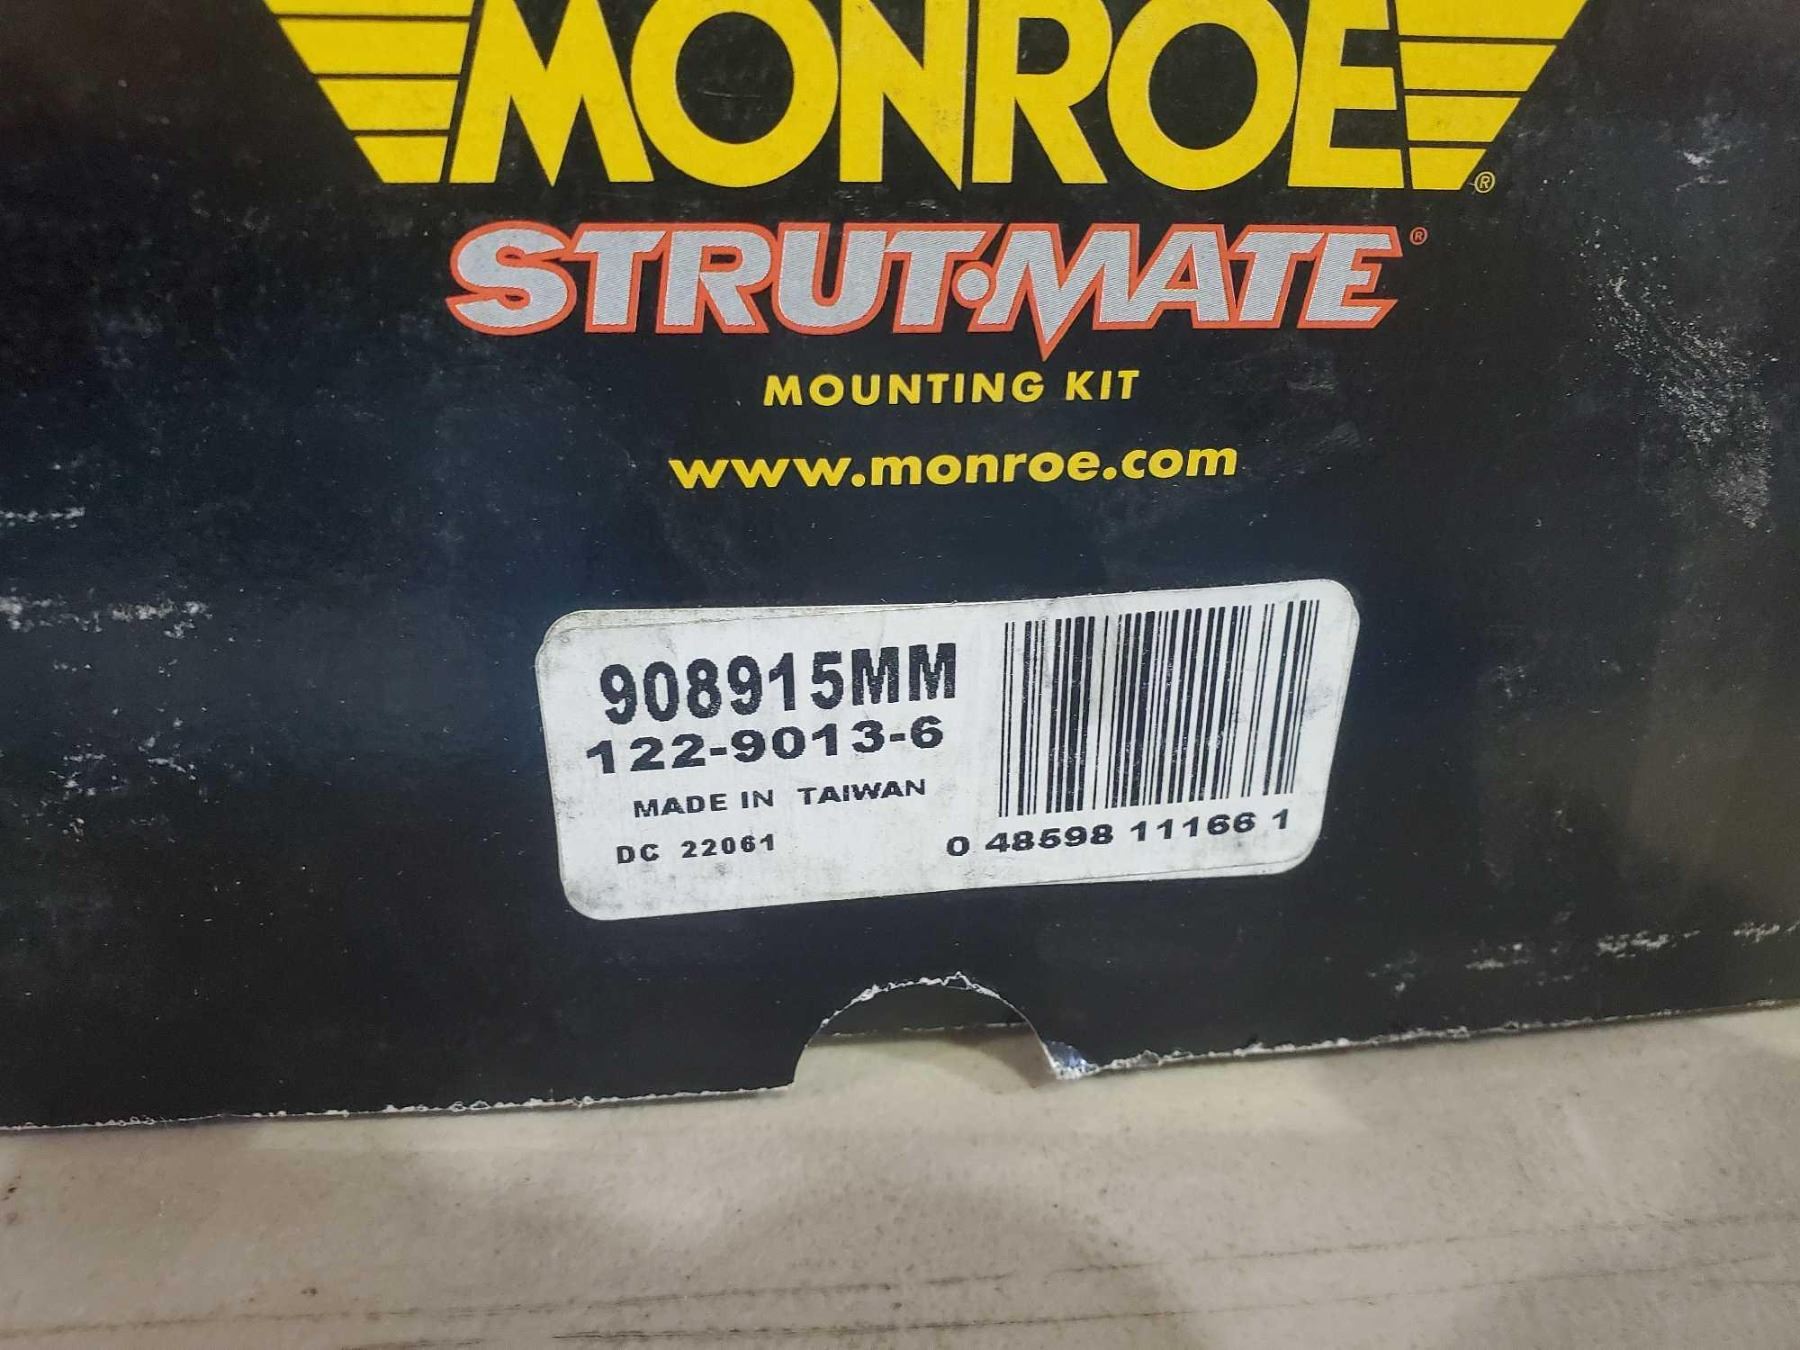 MONROE®
STRUT•MATE®
MOUNTING KIT
www.monroe.com
908915MM
122-9013-6
MADE IN TAIWAN
DC 22061
0 48598 11166 1